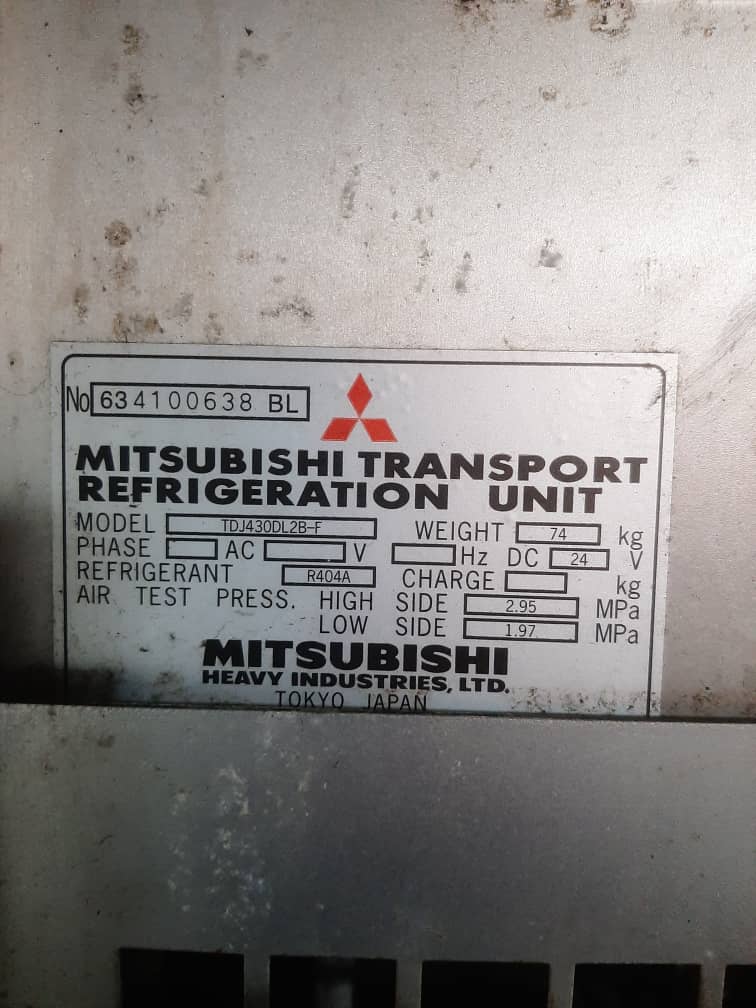 No 634100638 BL
MITSUBISHI TRANSPORT
REFRIGERATION UNIT
MODEL TDJ430DL2B-F WEIGHT 74 kg
PHASE AC V Hz DC 24 V
REFRIGERANT R404A CHARGE kg
AIR TEST PRESS. HIGH SIDE 2.95 MPa
LOW SIDE 1.97 MPa
MITSUBISHI
HEAVY INDUSTRIES, LTD.
TOKYO JAPAN